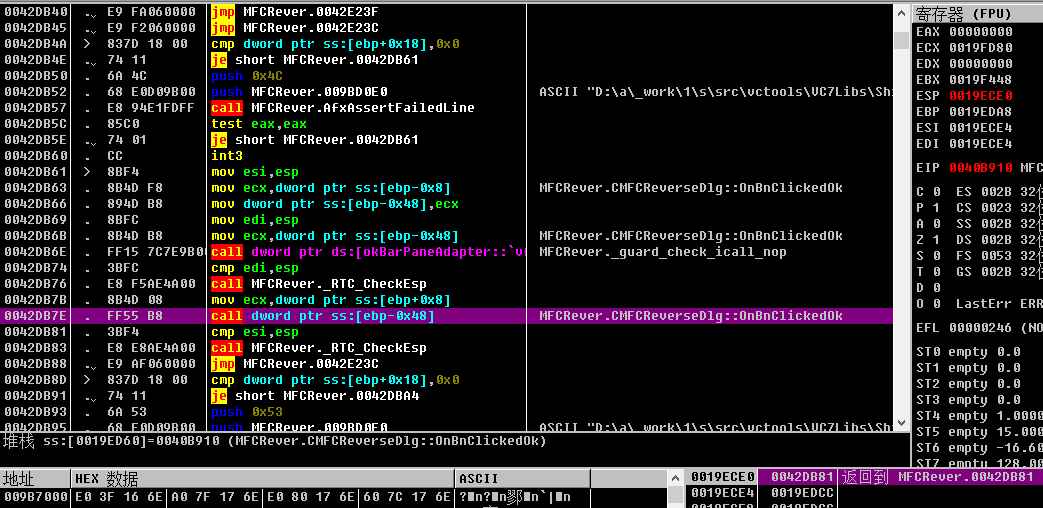 0042DB40 . E9 FA060000 jmp MFCRever.0042E23F
0042DB45 . E9 F2060000 jmp MFCRever.0042E23C
0042DB4A > 837D 18 00 cmp dword ptr ss:[ebp+0x18],0x0
0042DB4E . 74 11 je short MFCRever.0042DB61
0042DB50 . 6A 4C push 0x4C
0042DB52 . 68 E0D09B00 push MFCRever.009BD0E0 ASCII "D:\a\_work\1\s\src\vctools\VC7Libs\Sh
0042DB57 . E8 94E1FDFF call MFCRever.AfxAssertFailedLine
0042DB5C . 85C0 test eax,eax
0042DB5E . 74 01 je short MFCRever.0042DB61
0042DB60 . CC int3
0042DB61 > 8BF4 mov esi,esp
0042DB63 . 8B4D F8 mov ecx,dword ptr ss:[ebp-0x8] MFCRever.CMFCReverseDlg::OnBnClickedOk
0042DB66 . 894D B8 mov dword ptr ss:[ebp-0x48],ecx
0042DB69 . 8BFC mov edi,esp
0042DB6B . 8B4D B8 mov ecx,dword ptr ss:[ebp-0x48] MFCRever.CMFCReverseDlg::OnBnClickedOk
0042DB6E . FF15 7C7E9B0 call dword ptr ds:[okBarPaneAdapter::`v MFCRever._guard_check_icall_nop
0042DB74 . 3BFC cmp edi,esp
0042DB76 . E8 F5AE4A00 call MFCRever._RTC_CheckEsp
0042DB7B . 8B4D 08 mov ecx,dword ptr ss:[ebp+0x8]
0042DB7E . FF55 B8 call dword ptr ss:[ebp-0x48] MFCRever.CMFCReverseDlg::OnBnClickedOk
0042DB81 . 3BF4 cmp esi,esp
0042DB83 . E8 E8AE4A00 call MFCRever._RTC_CheckEsp
0042DB88 . E9 AF060000 jmp MFCRever.0042E23C
0042DB8D > 837D 18 00 cmp dword ptr ss:[ebp+0x18],0x0
0042DB91 . 74 11 je short MFCRever.0042DBA4
0042DB93 . 6A 53 push 0x53
0042DB95 . 68 E0D09B00 push MFCRever.009BD0E0 ASCII "D:\a\_work\1\s\src\vctools\VC7Libs\Sh
堆栈 ss:[0019ED60]=0040B910 (MFCRever.CMFCReverseDlg::OnBnClickedOk)
寄存器 (FPU)
EAX 00000000
ECX 0019FD80
EDX 00000000
EBX 0019F448
ESP 0019ECE0
EBP 0019EDA8
ESI 0019ECE4
EDI 0019ECE4
EIP 0040B910 MFC
C 0 ES 002B 32
P 1 CS 0023 32
A 0 SS 002B 32
Z 1 DS 002B 32
S 0 FS 0053 32
T 0 GS 002B 32
D 0
O 0 LastErr ERR
EFL 00000246 (NO
ST0 empty 0.0
ST1 empty 0.0
ST2 empty 0.0
ST3 empty 0.0
ST4 empty 1.0000
ST5 empty 15.000
ST6 empty -16.60
ST7 empty 128.00
地址 HEX 数据 ASCII
009B7000 E0 3F 16 6E A0 7F 17 6E E0 80 17 6E 60 7C 17 6E
0019ECE0 0042DB81 返回到 MFCRever.0042DB81
0019ECE4 0019EDCC